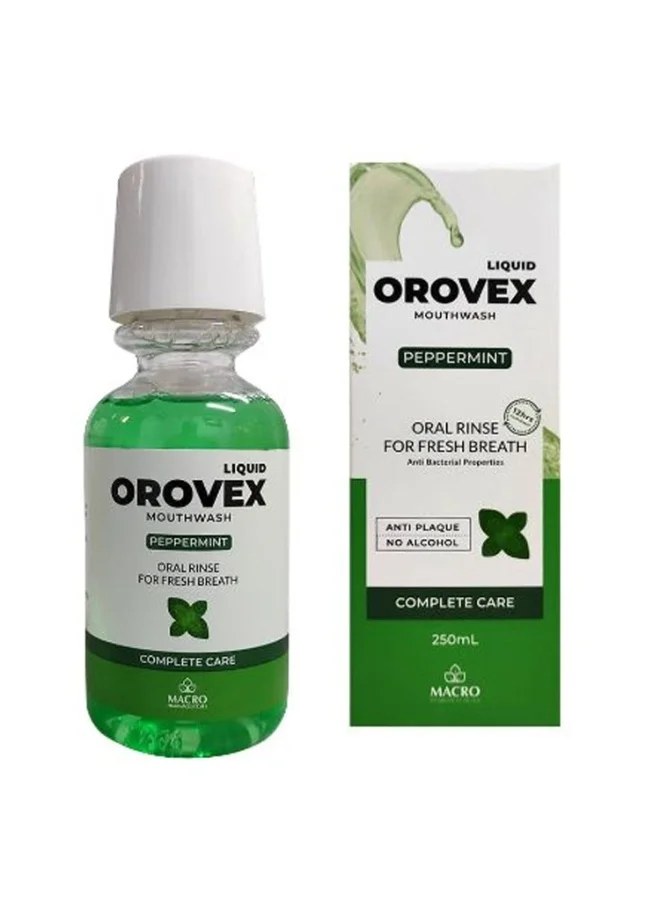 LIQUID
OROVEX
MOUTHWASH
PEPPERMINT
ORAL RINSE
FOR FRESH BREATH
COMPLETE CARE
MACRO
LIQUID
OROVEX
MOUTHWASH
PEPPERMINT
12hrs
ORAL RINSE
FOR FRESH BREATH
Anti Bacterial Properties
ANTI PLAQUE
NO ALCOHOL
COMPLETE CARE
250mL
MACRO